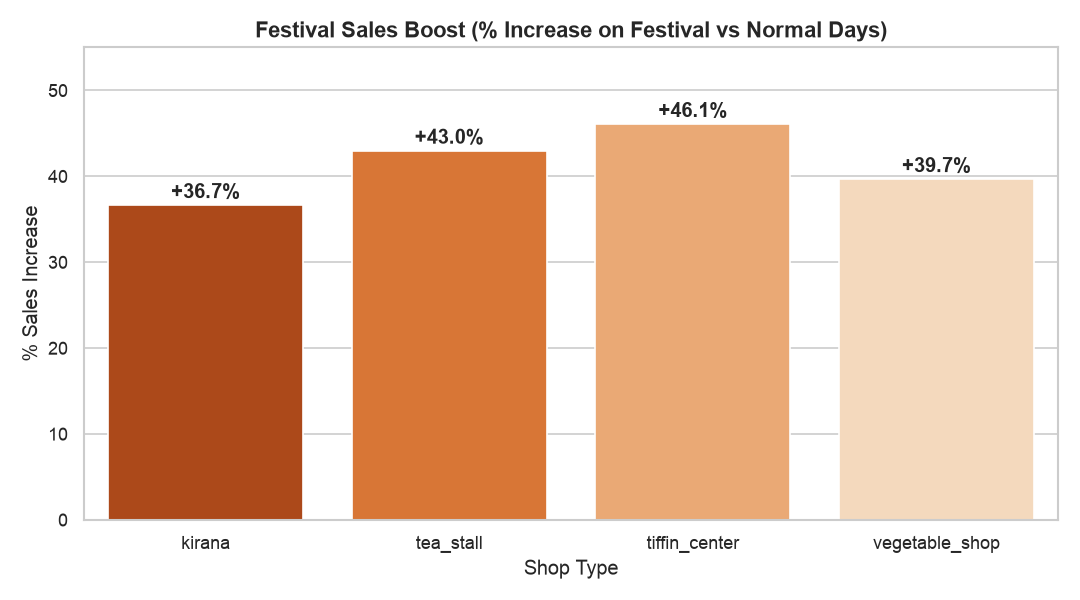 Festival Sales Boost (% Increase on Festival vs Normal Days)
% Sales Increase
50
40
30
20
10
0
+36.7%
+43.0%
+46.1%
+39.7%
kirana
tea_stall
tiffin_center
vegetable_shop
Shop Type